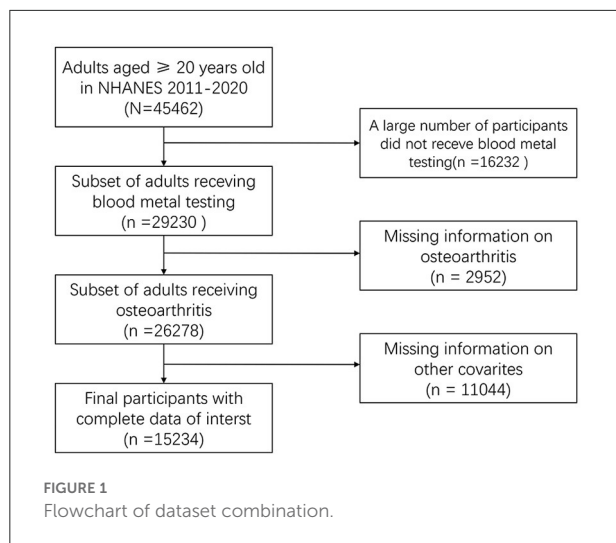 Adults aged ≥ 20 years old
in NHANES 2011-2020
(N=45462)
A large number of participants
did not receve blood metal
testing(n =16232 )
Subset of adults receving
blood metal testing
(n =29230 )
Missing information on
osteoarthritis
(n = 2952)
Subset of adults receiving
osteoarthritis
(n =26278)
Missing information on
other covarites
(n = 11044)
Final participants with
complete data of interst
(n =15234)
FIGURE 1
Flowchart of dataset combination.